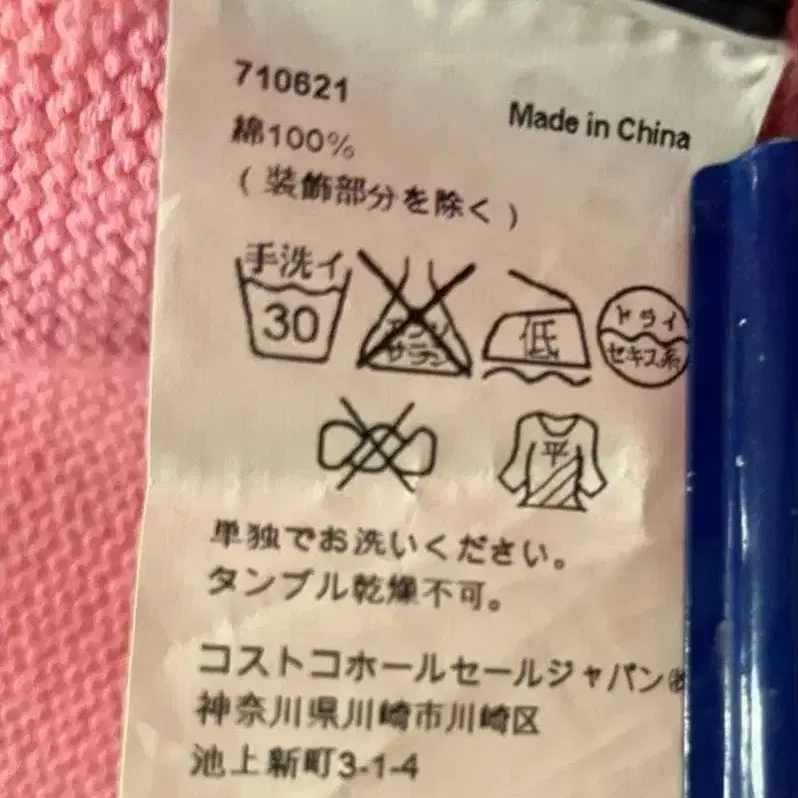 710621
Made in China
綿100%
(装飾部分を除く)
手洗イ
30
低
ドライ
セキユ系
平
単独でお洗いください。
タンブル乾燥不可。
コストコホールセールジャパン㈱
神奈川県川崎市川崎区
池上新町3-1-4